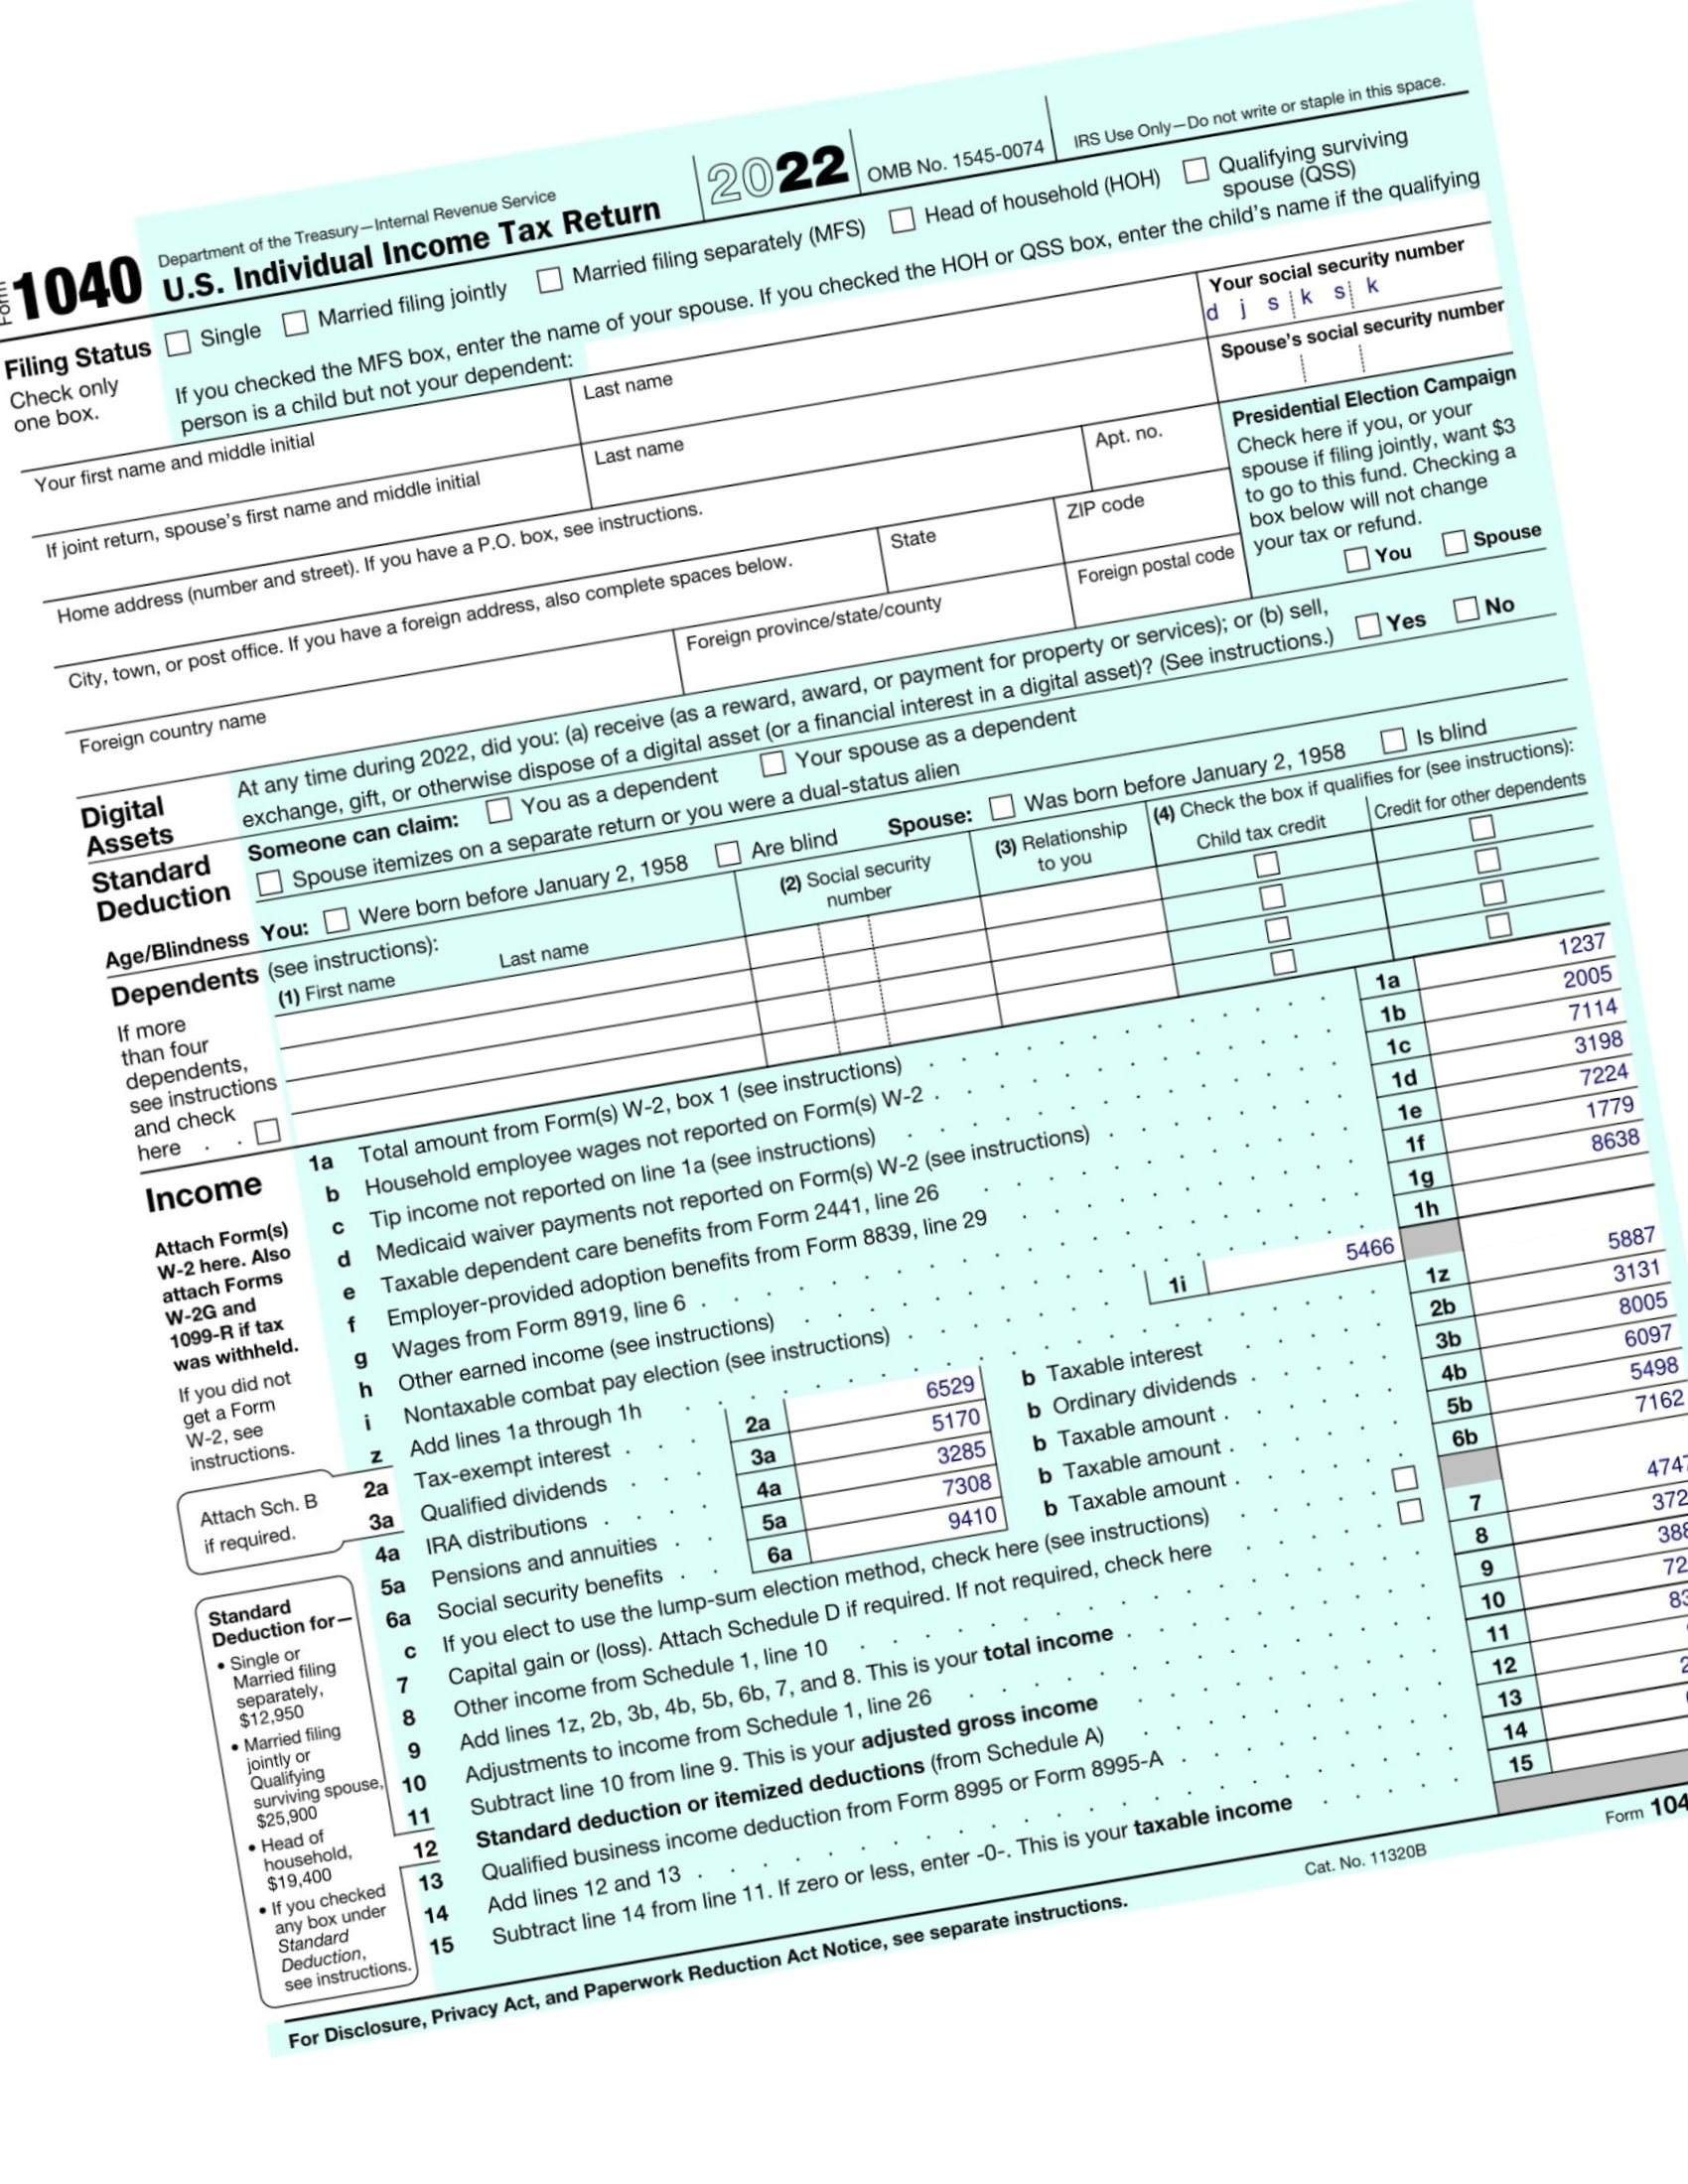 Form 1040
Department of the Treasury—Internal Revenue Service
U.S. Individual Income Tax Return
2022
OMB No. 1545-0074
IRS Use Only—Do not write or staple in this space.
Filing Status
Check only
one box.
Single Married filing jointly Married filing separately (MFS) Head of household (HOH) Qualifying surviving
spouse (QSS)
If you checked the MFS box, enter the name of your spouse. If you checked the HOH or QSS box, enter the child's name if the qualifying
person is a child but not your dependent:
Your first name and middle initial
Last name
Your social security number
d j s k s k
If joint return, spouse's first name and middle initial
Last name
Spouse's social security number
Home address (number and street). If you have a P.O. box, see instructions.
Apt. no.
City, town, or post office. If you have a foreign address, also complete spaces below.
State
ZIP code
Foreign country name
Foreign province/state/county
Foreign postal code
Presidential Election Campaign
Check here if you, or your
spouse if filing jointly, want $3
to go to this fund. Checking a
box below will not change
your tax or refund.
You Spouse
Digital
Assets
At any time during 2022, did you: (a) receive (as a reward, award, or payment for property or services); or (b) sell,
exchange, gift, or otherwise dispose of a digital asset (or a financial interest in a digital asset)? (See instructions.) Yes No
Standard
Deduction
Someone can claim: You as a dependent Your spouse as a dependent
Spouse itemizes on a separate return or you were a dual-status alien
Age/Blindness You: Were born before January 2, 1958 Are blind Spouse: Was born before January 2, 1958 Is blind
Dependents (see instructions):
(1) First name Last name
(2) Social security
number
(3) Relationship
to you
(4) Check the box if qualifies for (see instructions):
Child tax credit Credit for other dependents
If more
than four
dependents,
see instructions
and check
here . .
Income
Attach Form(s)
W-2 here. Also
attach Forms
W-2G and
1099-R if tax
was withheld.
If you did not
get a Form
W-2, see
instructions.
1a Total amount from Form(s) W-2, box 1 (see instructions) 1a 1237
b Household employee wages not reported on Form(s) W-2 1b 2005
c Tip income not reported on line 1a (see instructions) 1c 7114
d Medicaid waiver payments not reported on Form(s) W-2 (see instructions) 1d 3198
e Taxable dependent care benefits from Form 2441, line 26 1e 7224
f Employer-provided adoption benefits from Form 8839, line 29 1f 1779
g Wages from Form 8919, line 6 1g 8638
h Other earned income (see instructions) 1h
i Nontaxable combat pay election (see instructions) 1i 5466
z Add lines 1a through 1h 1z 5887
Attach Sch. B
if required.
2a Tax-exempt interest 2a 6529 b Taxable interest 2b 3131
3a Qualified dividends 3a 5170 b Ordinary dividends 3b 8005
4a IRA distributions 4a 3285 b Taxable amount 4b 6097
5a Pensions and annuities 5a 7308 b Taxable amount 5b 5498
6a Social security benefits 6a 9410 b Taxable amount 6b 7162
c If you elect to use the lump-sum election method, check here (see instructions)
7 Capital gain or (loss). Attach Schedule D if required. If not required, check here 7 4747
8 Other income from Schedule 1, line 10 8 372
9 Add lines 1z, 2b, 3b, 4b, 5b, 6b, 7, and 8. This is your total income 9 388
10 Adjustments to income from Schedule 1, line 26 10 72
11 Subtract line 10 from line 9. This is your adjusted gross income 11 83
12 Standard deduction or itemized deductions (from Schedule A) 12
13 Qualified business income deduction from Form 8995 or Form 8995-A 13 2
14 Add lines 12 and 13 14
15 Subtract line 14 from line 11. If zero or less, enter -0-. This is your taxable income 15
Standard
Deduction for—
• Single or
Married filing
separately,
$12,950
• Married filing
jointly or
Qualifying
surviving spouse,
$25,900
• Head of
household,
$19,400
• If you checked
any box under
Standard
Deduction,
see instructions.
For Disclosure, Privacy Act, and Paperwork Reduction Act Notice, see separate instructions.
Cat. No. 11320B
Form 104